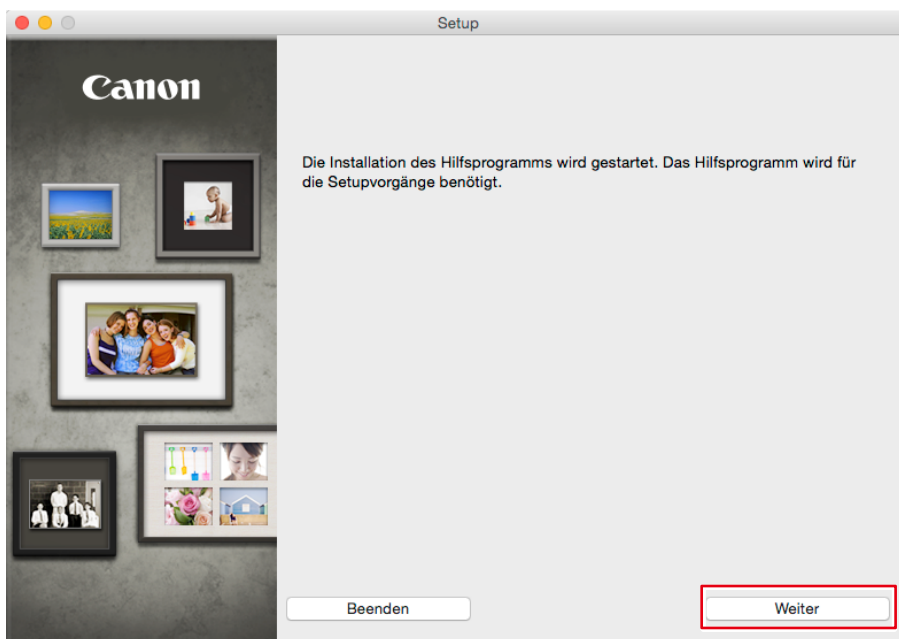 Setup
Canon
Die Installation des Hilfsprogramms wird gestartet. Das Hilfsprogramm wird für
die Setupvorgänge benötigt.
Beenden
Weiter